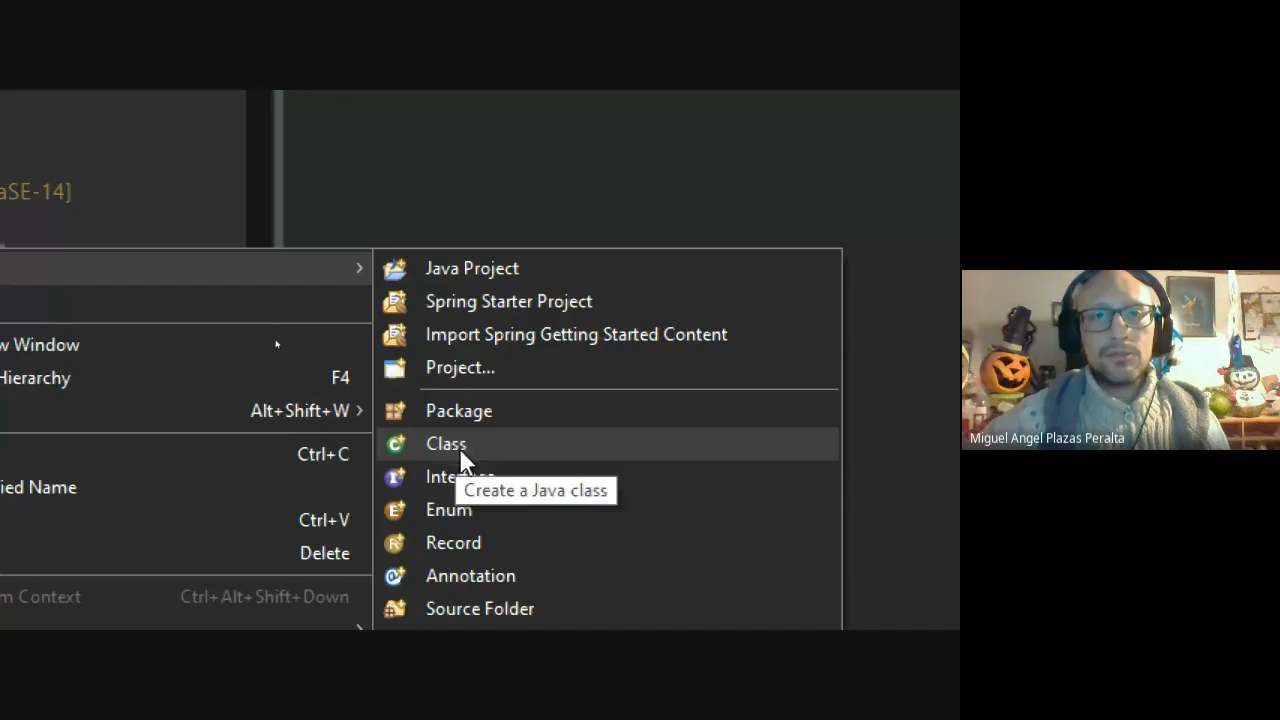 aSE-14]
Java Project
Spring Starter Project
Import Spring Getting Started Content
w Window
Project...
Hierarchy F4
Alt+Shift+W
Package
Ctrl+C
Class
ied Name
Create a Java class
Ctrl+V
Enum
Delete
Record
m Context Ctrl+Alt+Shift+Down
Annotation
Source Folder
Miguel Angel Plazas Peralta